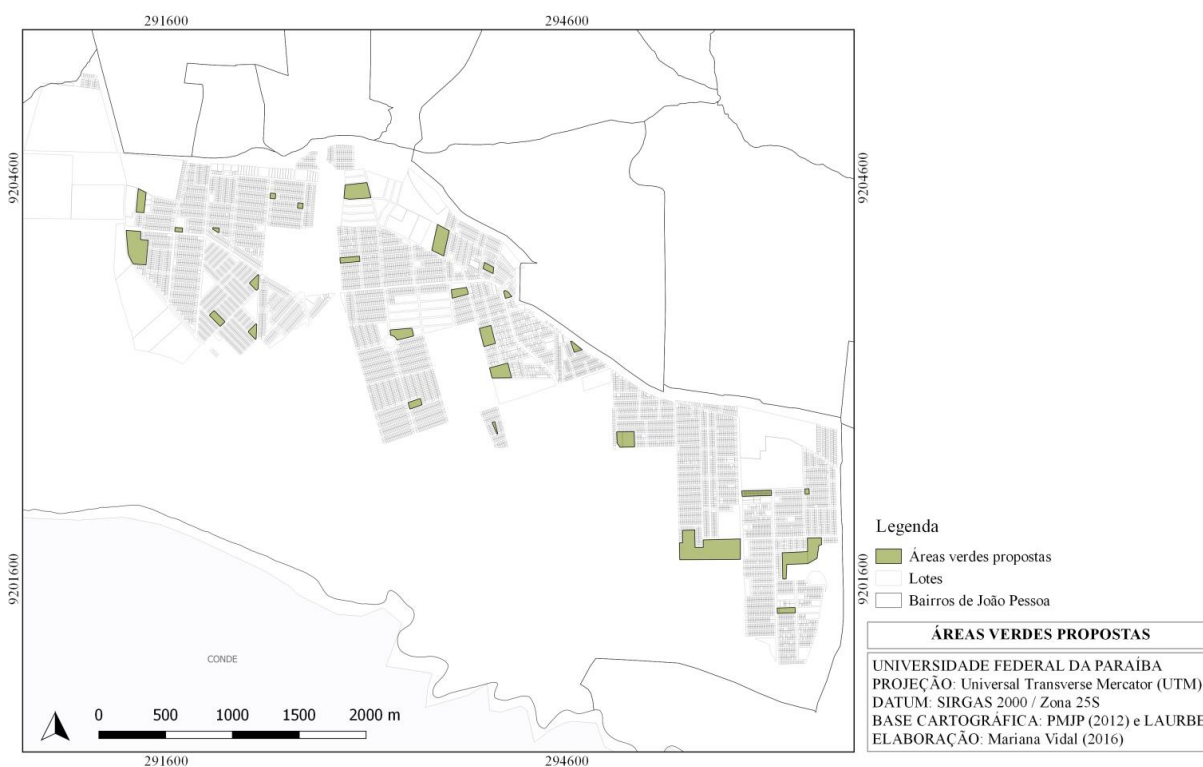 291600 294600
9204600 9204600
Legenda
Áreas verdes propostas
Lotes
Bairros de João Pessoa
9201600 9201600
ÁREAS VERDES PROPOSTAS
CONDE
UNIVERSIDADE FEDERAL DA PARAÍBA
PROJEÇÃO: Universal Transverse Mercator (UTM)
DATUM: SIRGAS 2000 / Zona 25S
BASE CARTOGRÁFICA: PMJP (2012) e LAURBE
ELABORAÇÃO: Mariana Vidal (2016)
0 500 1000 1500 2000 m
291600 294600